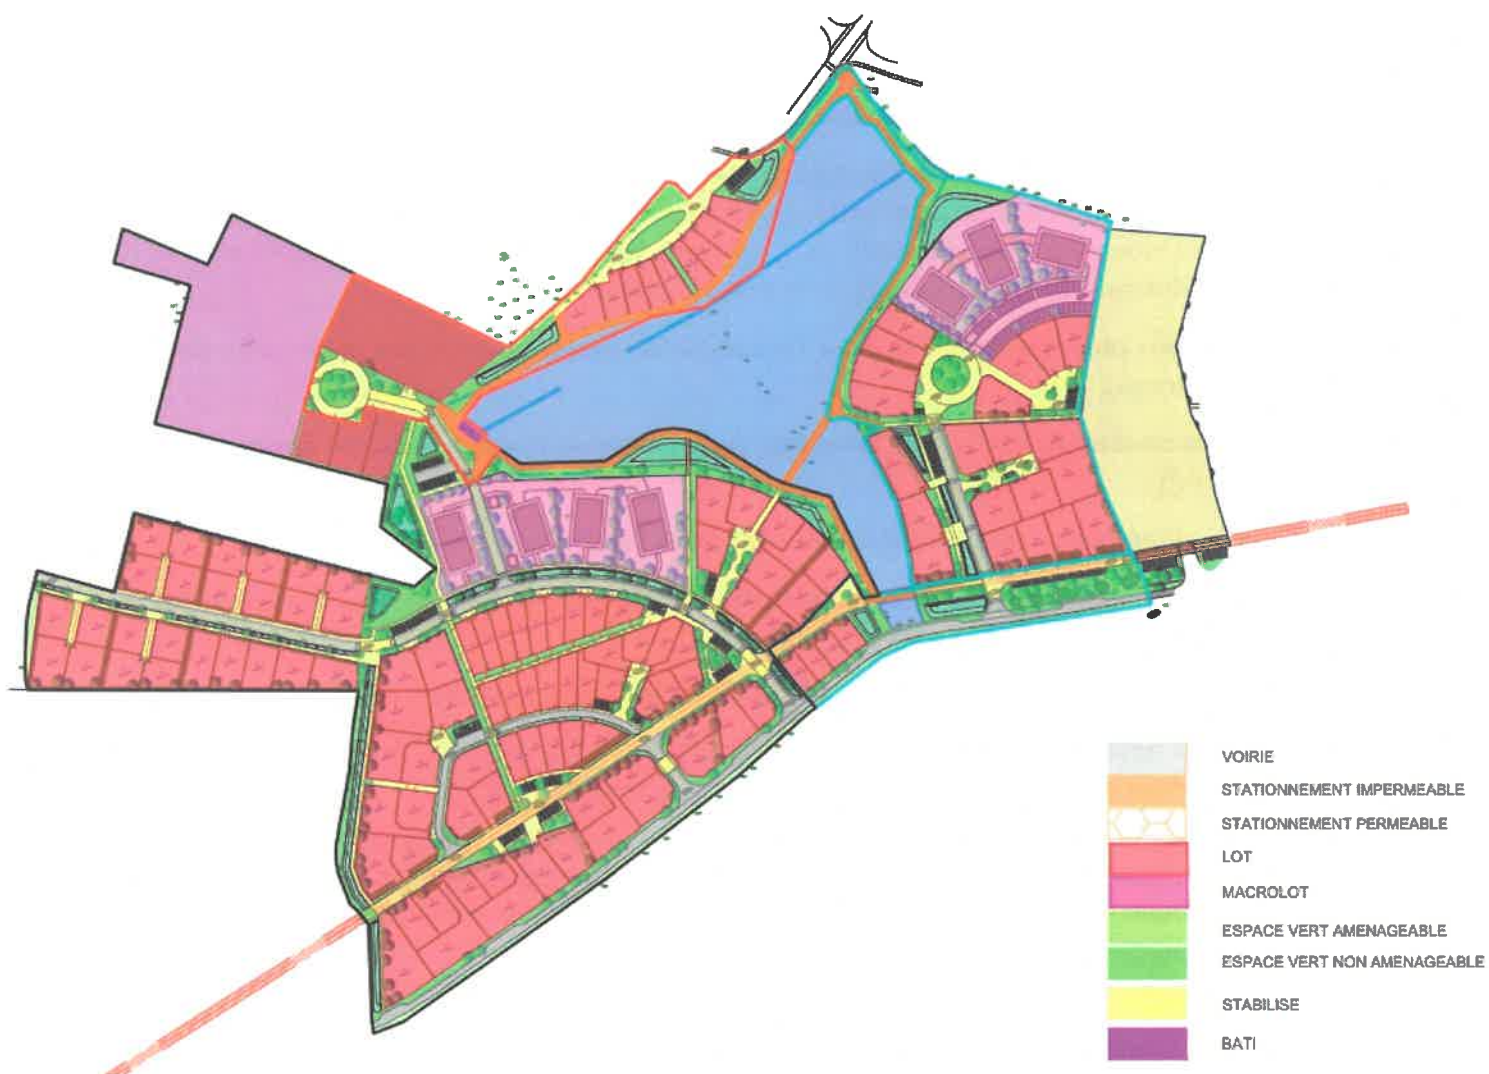 VOIRIE
STATIONNEMENT IMPERMEABLE
STATIONNEMENT PERMEABLE
LOT
MACROLOT
ESPACE VERT AMENAGEABLE
ESPACE VERT NON AMENAGEABLE
STABILISE
BATI